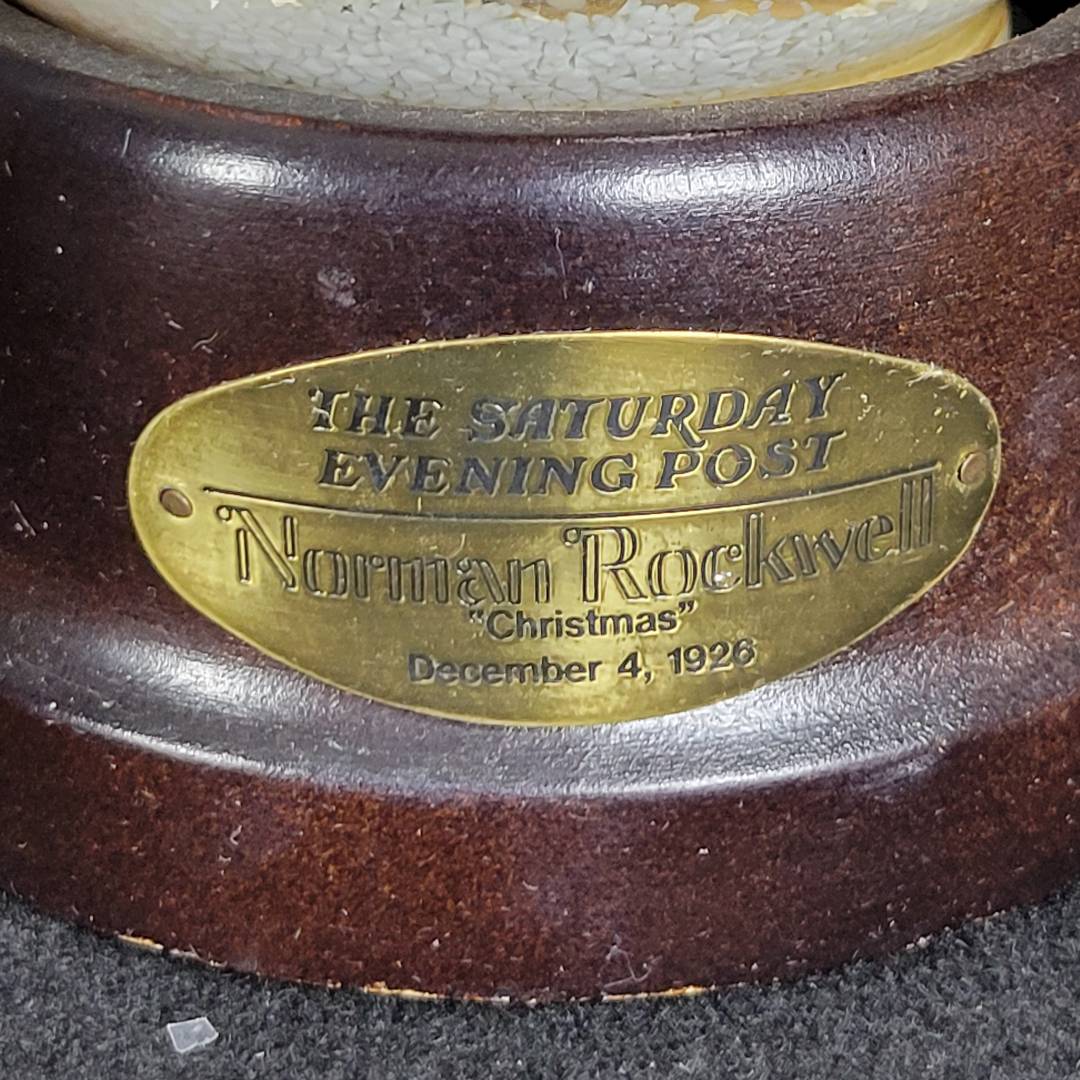 THE SATURDAY
EVENING POST
Norman Rockwell
"Christmas"
December 4, 1926